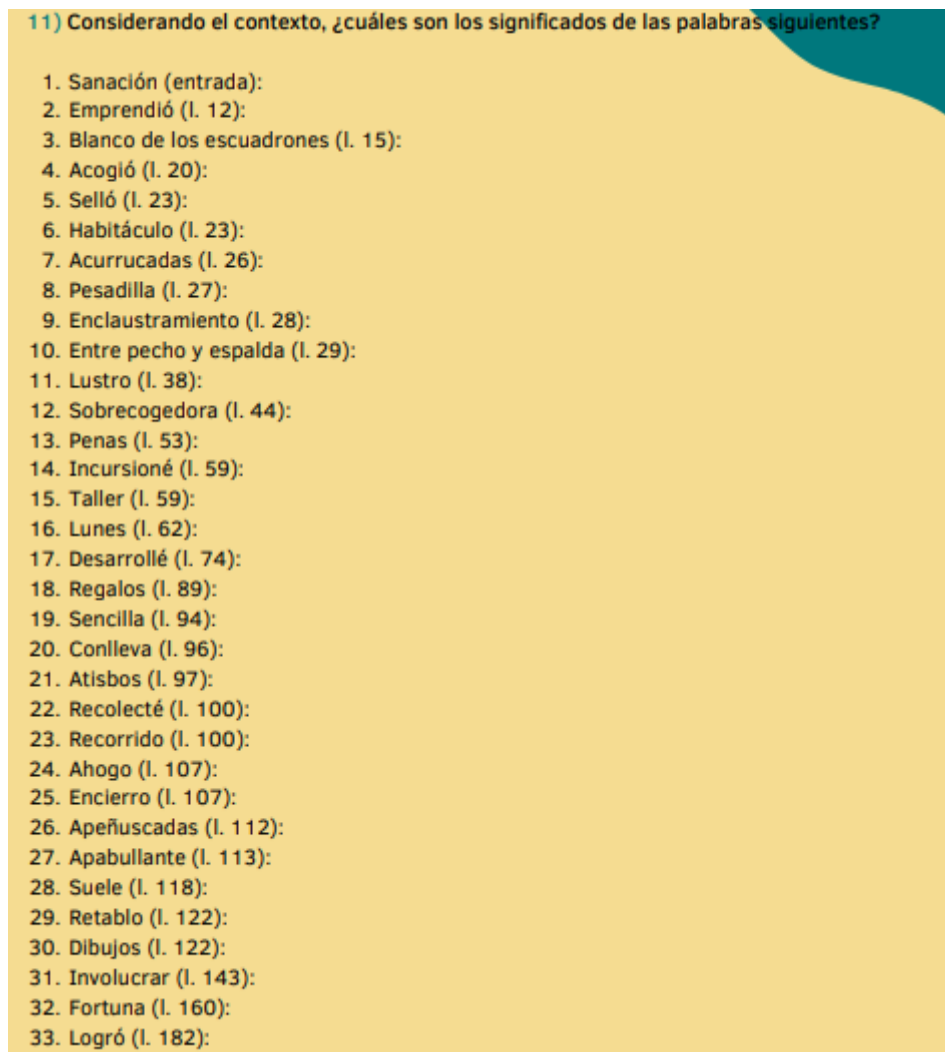 11) Considerando el contexto, ¿cuáles son los significados de las palabras siguientes?
1. Sanación (entrada):
2. Emprendió (l. 12):
3. Blanco de los escuadrones (l. 15):
4. Acogió (l. 20):
5. Selló (l. 23):
6. Habitáculo (l. 23):
7. Acurrucadas (l. 26):
8. Pesadilla (l. 27):
9. Enclaustramiento (l. 28):
10. Entre pecho y espalda (l. 29):
11. Lustro (l. 38):
12. Sobrecogedora (l. 44):
13. Penas (l. 53):
14. Incursioné (l. 59):
15. Taller (l. 59):
16. Lunes (l. 62):
17. Desarrollé (l. 74):
18. Regalos (l. 89):
19. Sencilla (l. 94):
20. Conlleva (l. 96):
21. Atisbos (l. 97):
22. Recolecté (l. 100):
23. Recorrido (l. 100):
24. Ahogo (l. 107):
25. Encierro (l. 107):
26. Apeñuscadas (l. 112):
27. Apabullante (l. 113):
28. Suele (l. 118):
29. Retablo (l. 122):
30. Dibujos (l. 122):
31. Involucrar (l. 143):
32. Fortuna (l. 160):
33. Logró (l. 182):